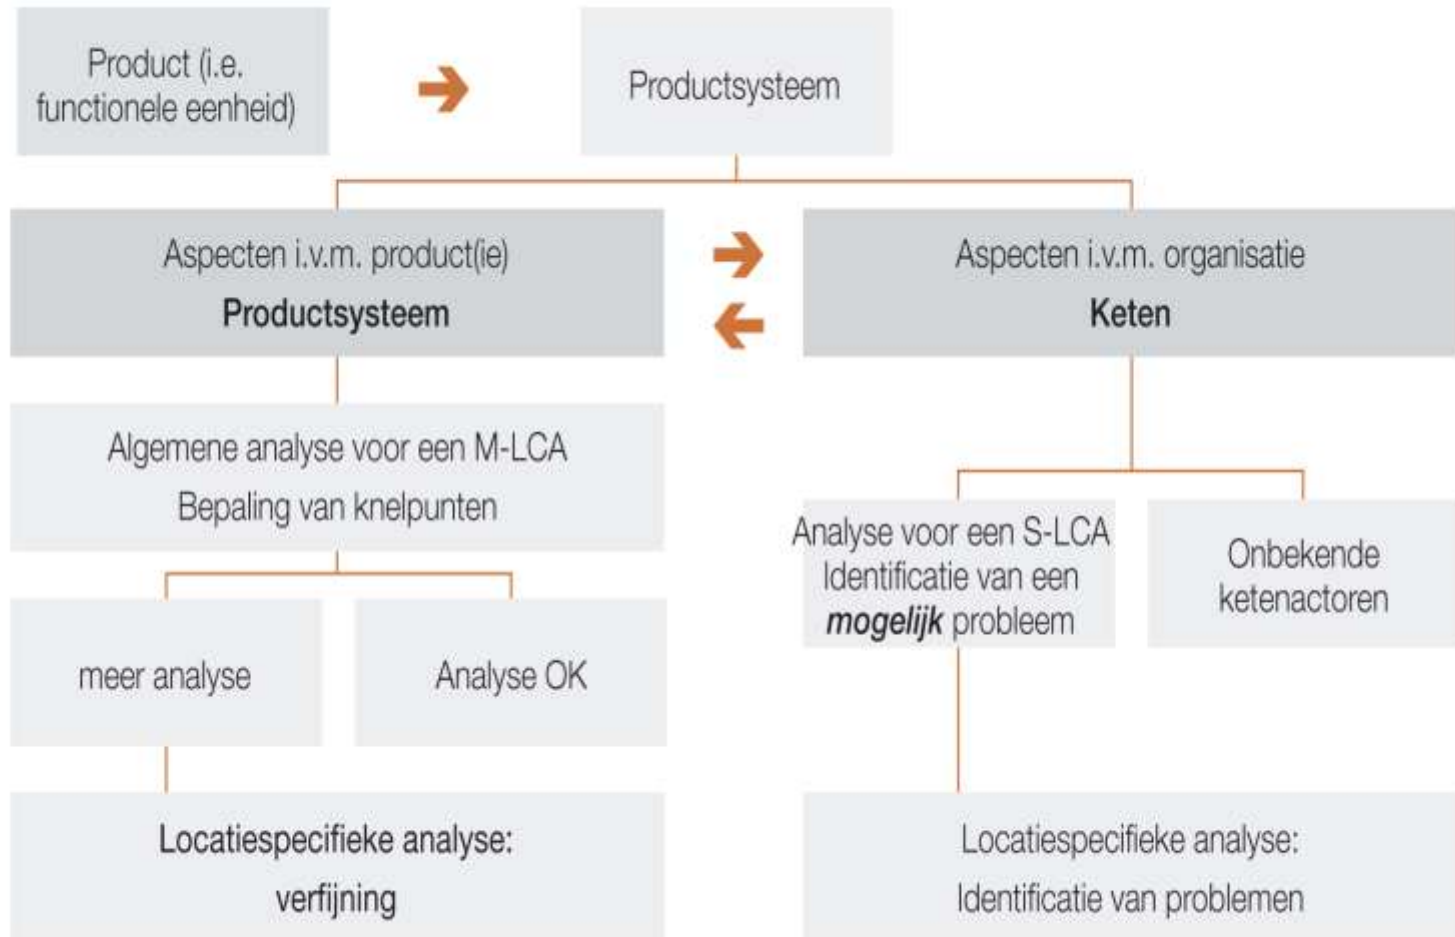 Product (i.e.
functionele eenheid)
Productsysteem
Aspecten i.v.m. product(ie)
Productsysteem
Aspecten i.v.m. organisatie
Keten
Algemene analyse voor een M-LCA
Bepaling van knelpunten
Analyse voor een S-LCA
Identificatie van een
mogelijk probleem
Onbekende
ketenactoren
meer analyse
Analyse OK
Locatiespecifieke analyse:
verfijning
Locatiespecifieke analyse:
Identificatie van problemen